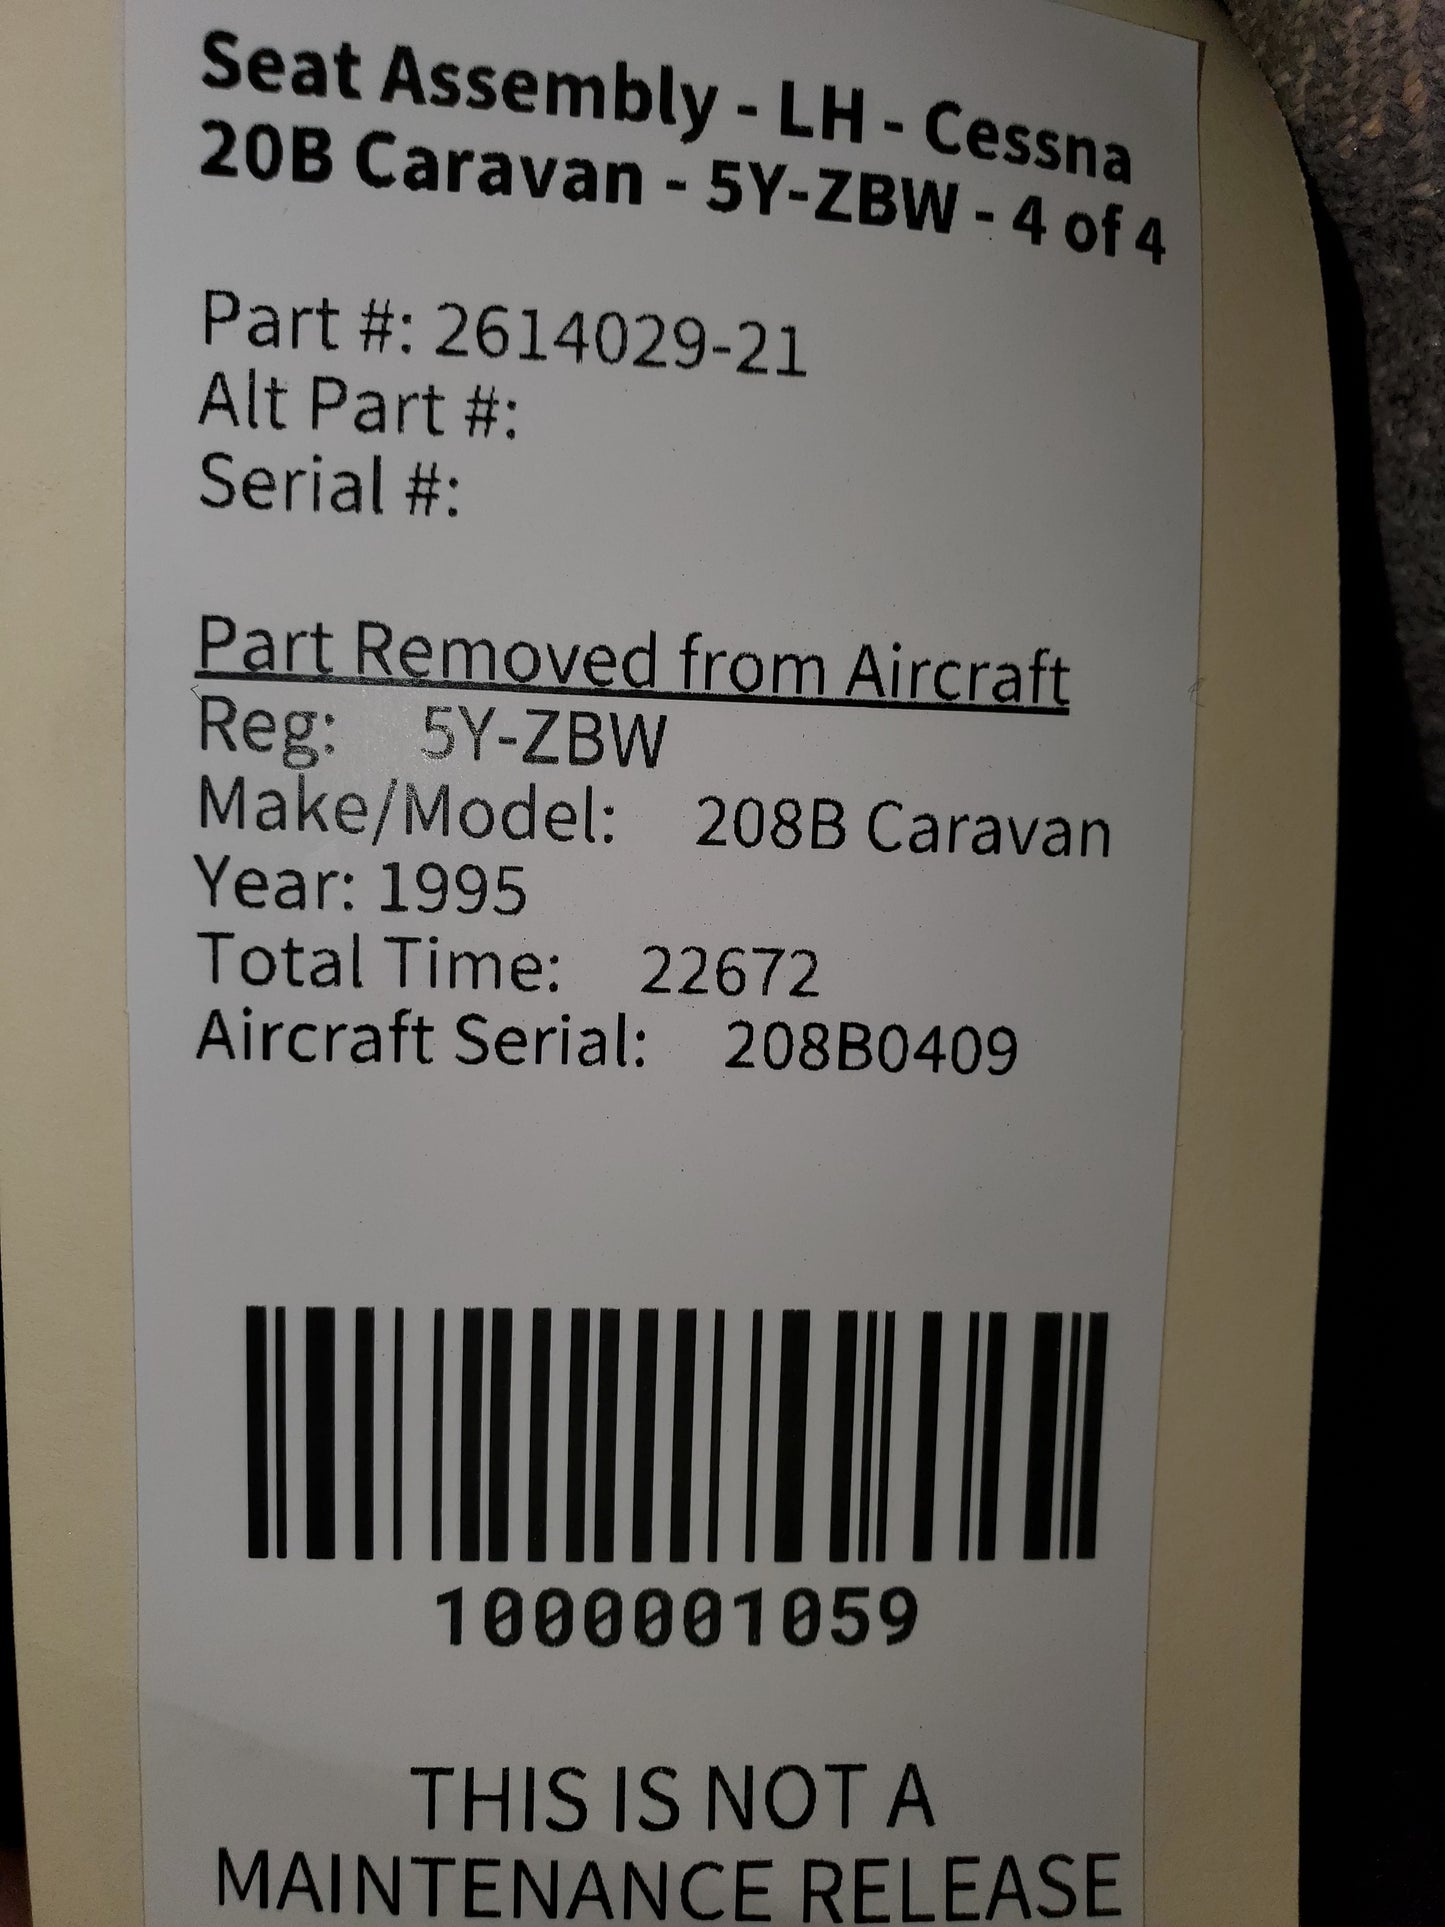 Seat Assembly - LH - Cessna
20B Caravan - 5Y-ZBW - 4 of 4
Part #: 2614029-21
Alt Part #:
Serial #:
Part Removed from Aircraft
Reg: 5Y-ZBW
Make/Model: 208B Caravan
Year: 1995
Total Time: 22672
Aircraft Serial: 208B0409
1000001059
THIS IS NOT A
MAINTENANCE RELEASE